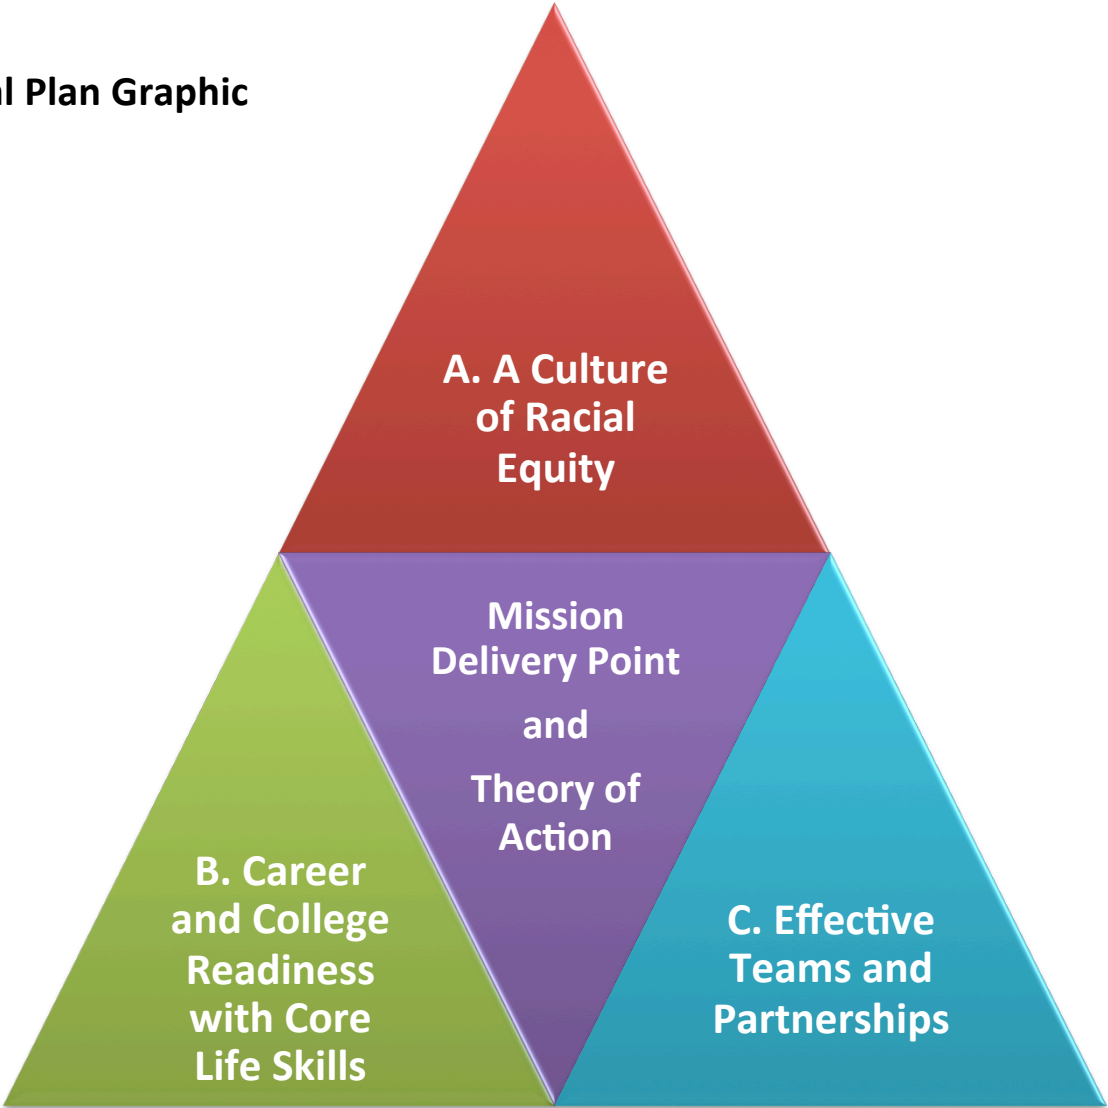 l Plan Graphic
A. A Culture
of Racial
Equity
Mission
Delivery Point
and
Theory of
Action
B. Career
and College
Readiness
with Core
Life Skills
C. Effective
Teams and
Partnerships